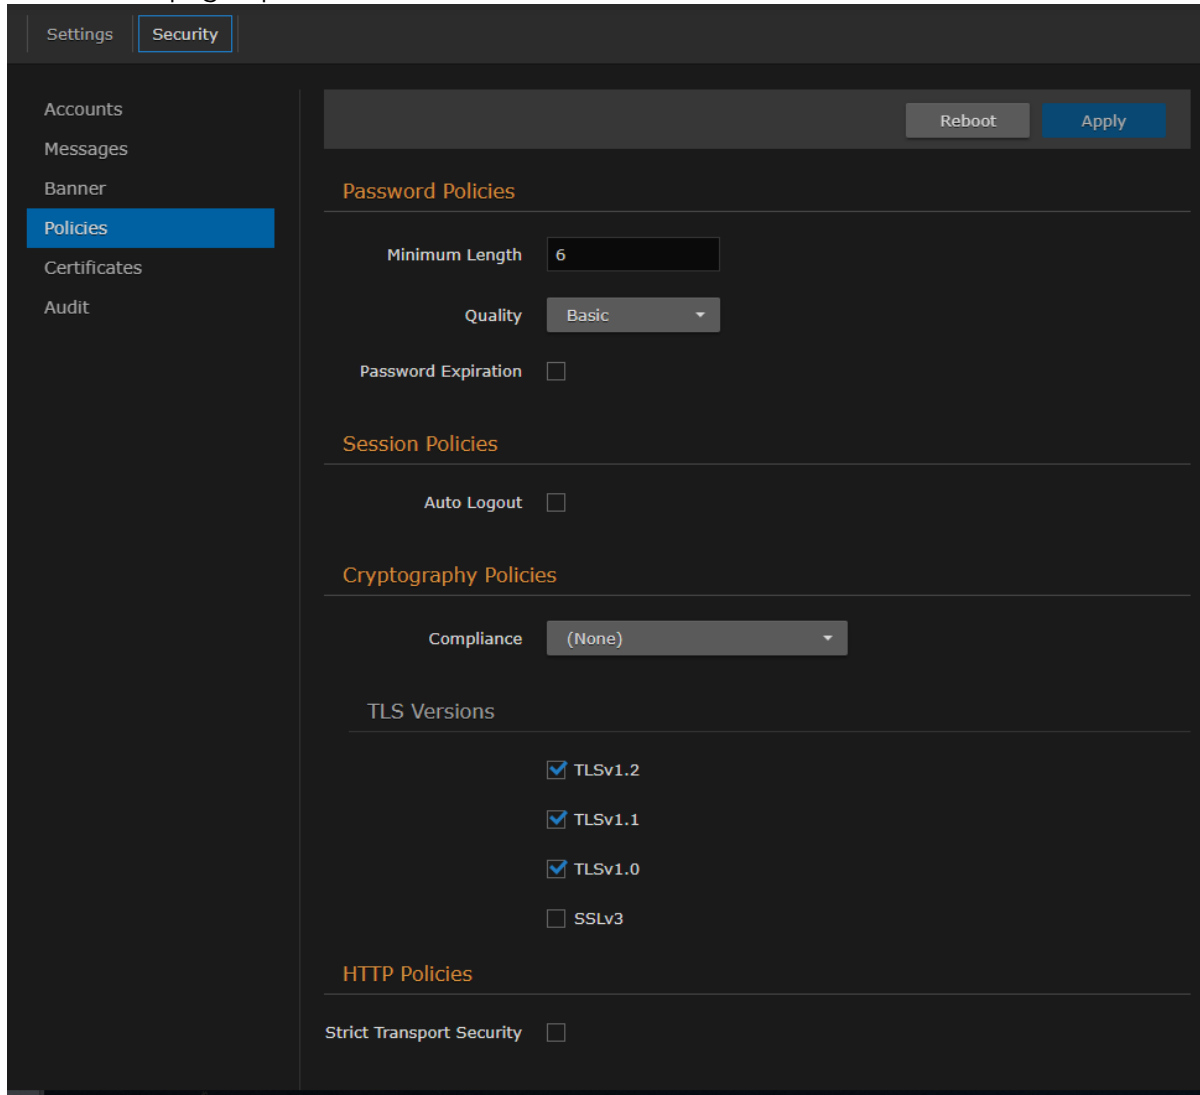 Settings Security
Accounts
Messages
Banner
Policies
Certificates
Audit
Reboot Apply
Password Policies
Minimum Length 6
Quality Basic
Password Expiration
Session Policies
Auto Logout
Cryptography Policies
Compliance (None)
TLS Versions
TLSv1.2
TLSv1.1
TLSv1.0
SSLv3
HTTP Policies
Strict Transport Security